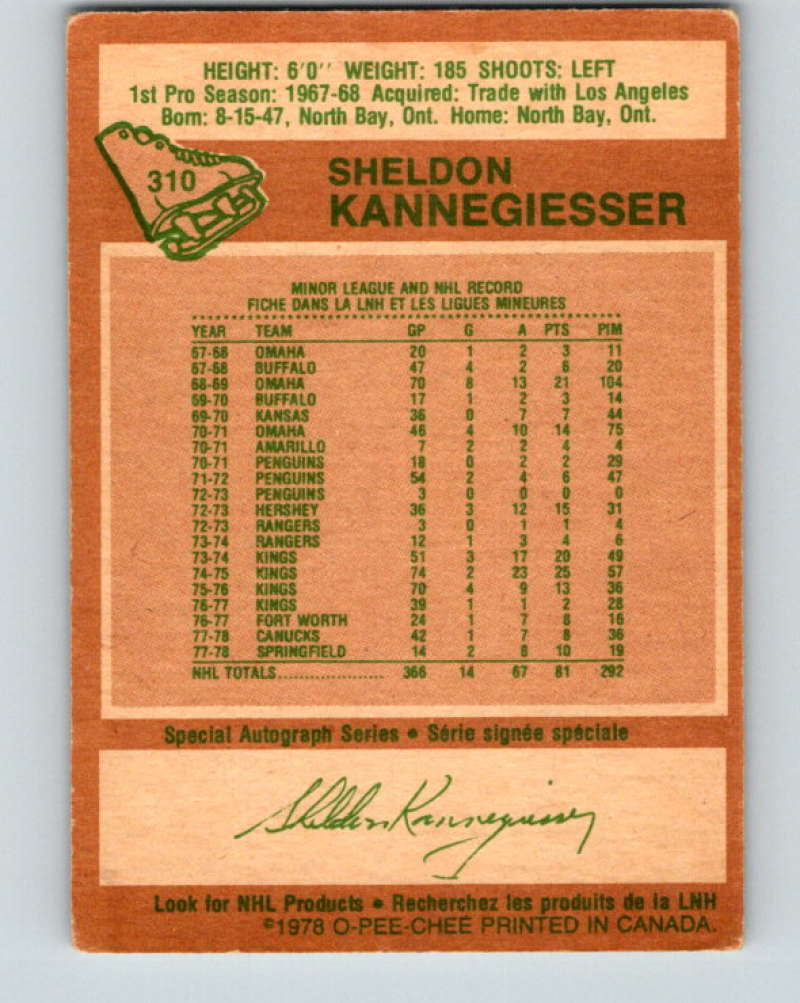 HEIGHT: 6'0'' WEIGHT: 185 SHOOTS: LEFT
1st Pro Season: 1967-68 Acquired: Trade with Los Angeles
Born: 8-15-47, North Bay, Ont. Home: North Bay, Ont.
310
SHELDON
KANNEGIESSER
MINOR LEAGUE AND NHL RECORD
FICHE DANS LA LNH ET LES LIGUES MINEURES
YEAR TEAM GP G A PTS PIM
67-68 OMAHA 20 1 2 3 11
67-68 BUFFALO 47 4 2 6 20
68-69 OMAHA 70 8 13 21 104
69-70 BUFFALO 17 1 2 3 14
69-70 KANSAS 36 0 7 7 44
70-71 OMAHA 46 4 10 14 75
70-71 AMARILLO 7 2 2 4 4
70-71 PENGUINS 18 0 2 2 29
71-72 PENGUINS 54 2 4 6 47
72-73 PENGUINS 3 0 0 0 0
72-73 HERSHEY 36 3 12 15 31
72-73 RANGERS 3 0 1 1 4
73-74 RANGERS 12 1 3 4 6
73-74 KINGS 51 3 17 20 49
74-75 KINGS 74 2 23 25 57
75-76 KINGS 70 4 9 13 36
76-77 KINGS 39 1 1 2 28
76-77 FORT WORTH 24 1 7 8 16
77-78 CANUCKS 42 1 7 8 36
77-78 SPRINGFIELD 14 2 8 10 19
NHL TOTALS.................... 366 14 67 81 292
Special Autograph Series • Série signée spéciale
Sheldon Kannegiesser
Look for NHL Products • Recherchez les produits de la LNH
©1978 O-PEE-CHEE PRINTED IN CANADA.